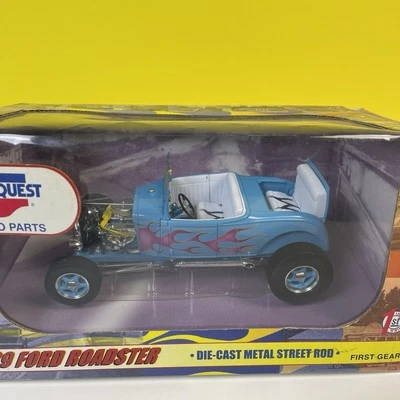 QUEST
O PARTS
9 FORD ROADSTER
• DIE-CAST METAL STREET ROD •
FIRST GEAR